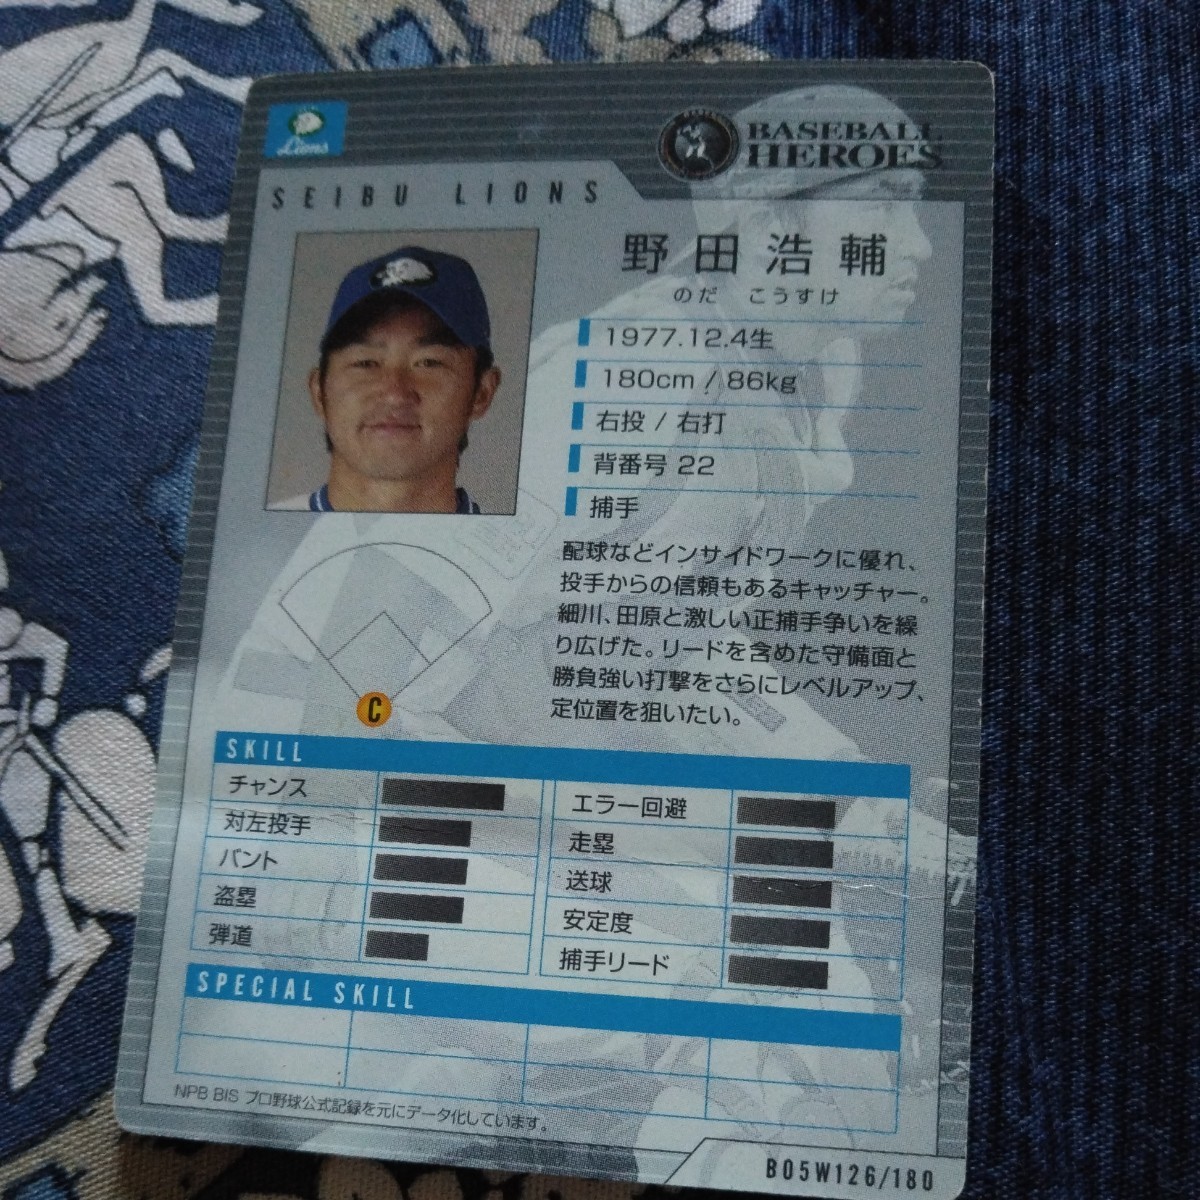 Lions
BASEBALL
HEROES
SEIBU LIONS
野田浩輔
のだ こうすけ
1977.12.4生
180cm / 86kg
右投 / 右打
背番号 22
捕手
配球などインサイドワークに優れ、
投手からの信頼もあるキャッチャー。
細川、田原と激しい正捕手争いを繰
り広げた。リードを含めた守備面と
勝負強い打撃をさらにレベルアップ、
定位置を狙いたい。
C
SKILL
チャンス
対左投手
バント
盗塁
弾道
エラー回避
走塁
送球
安定度
捕手リード
SPECIAL SKILL
NPB BIS プロ野球公式記録を元にデータ化しています。
B05W126/180